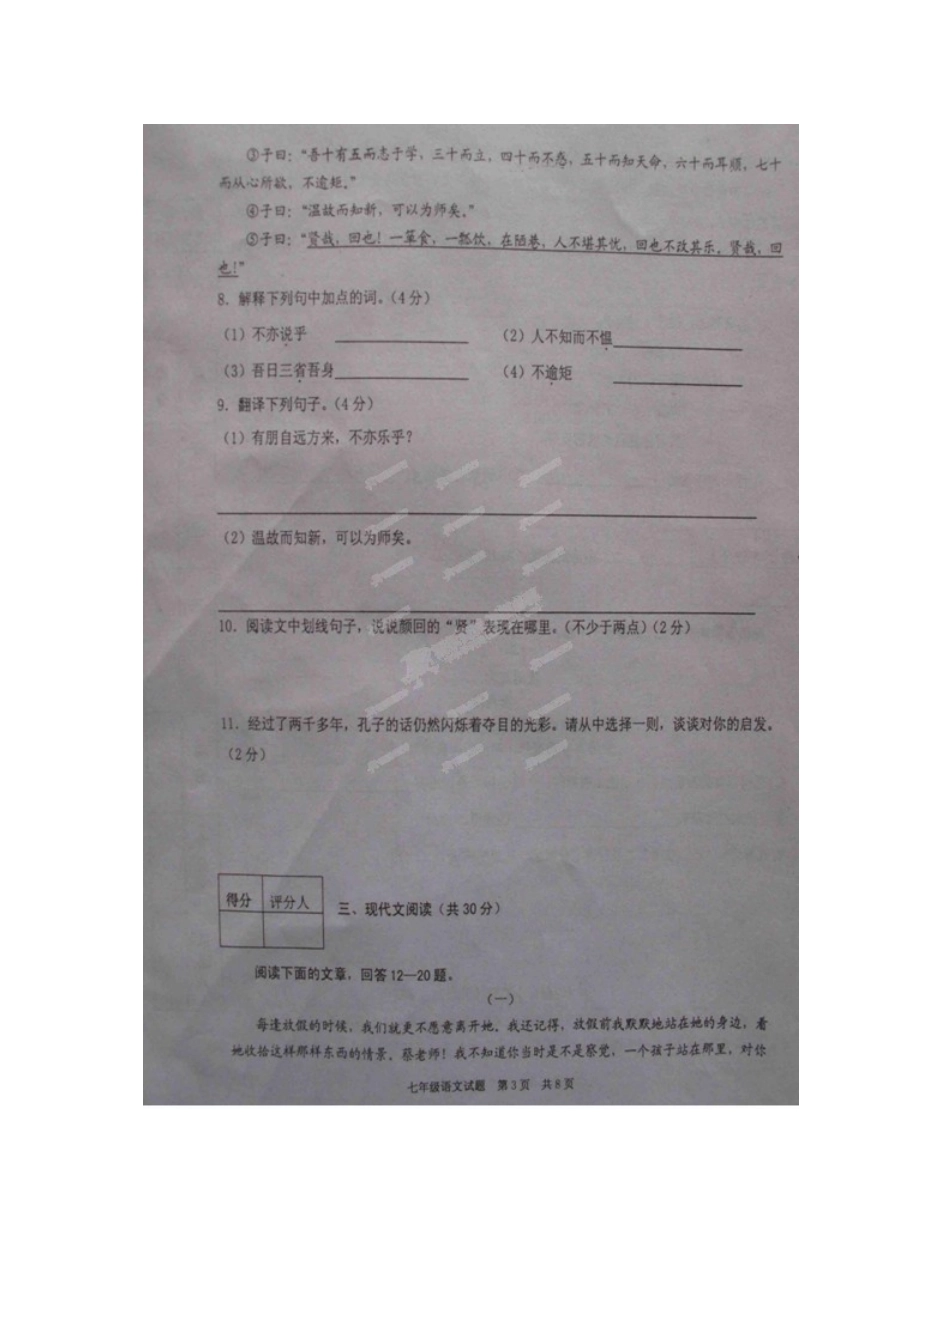 ③子曰：“吾十有五而志于学，三十而立，四十而不惑，五十而知天命，六十而耳顺，七十
而从心所欲，不逾矩。”
④子曰：“温故而知新，可以为师矣。”
⑤子曰：“贤哉，回也！一箪食，一瓢饮，在陋巷，人不堪其忧，回也不改其乐。贤哉，回
也！”
8．解释下列句中加点的词。（4分）
（1）不亦说乎 （2）人不知而不愠
（3）吾日三省吾身 （4）不逾矩
9．翻译下列句子。（4分）
（1）有朋自远方来，不亦乐乎？
（2）温故而知新，可以为师矣。
10．阅读文中划线句子，说说颜回的“贤”表现在哪里。（不少于两点）（2分）
11．经过了两千多年，孔子的话仍然闪烁着夺目的光彩。请从中选择一则，谈谈对你的启发。
（2分）
得分 评分人
三、现代文阅读（共30分）
阅读下面的文章，回答12—20题。
（一）
每逢放假的时候，我们就更不愿意离开她。我还记得，放假前我默默地站在她的身边，看
她收拾这样那样东西的情景。蔡老师！我不知道你当时是不是察觉，一个孩子站在那里，对你
七年级语文试题 第3页 共8页